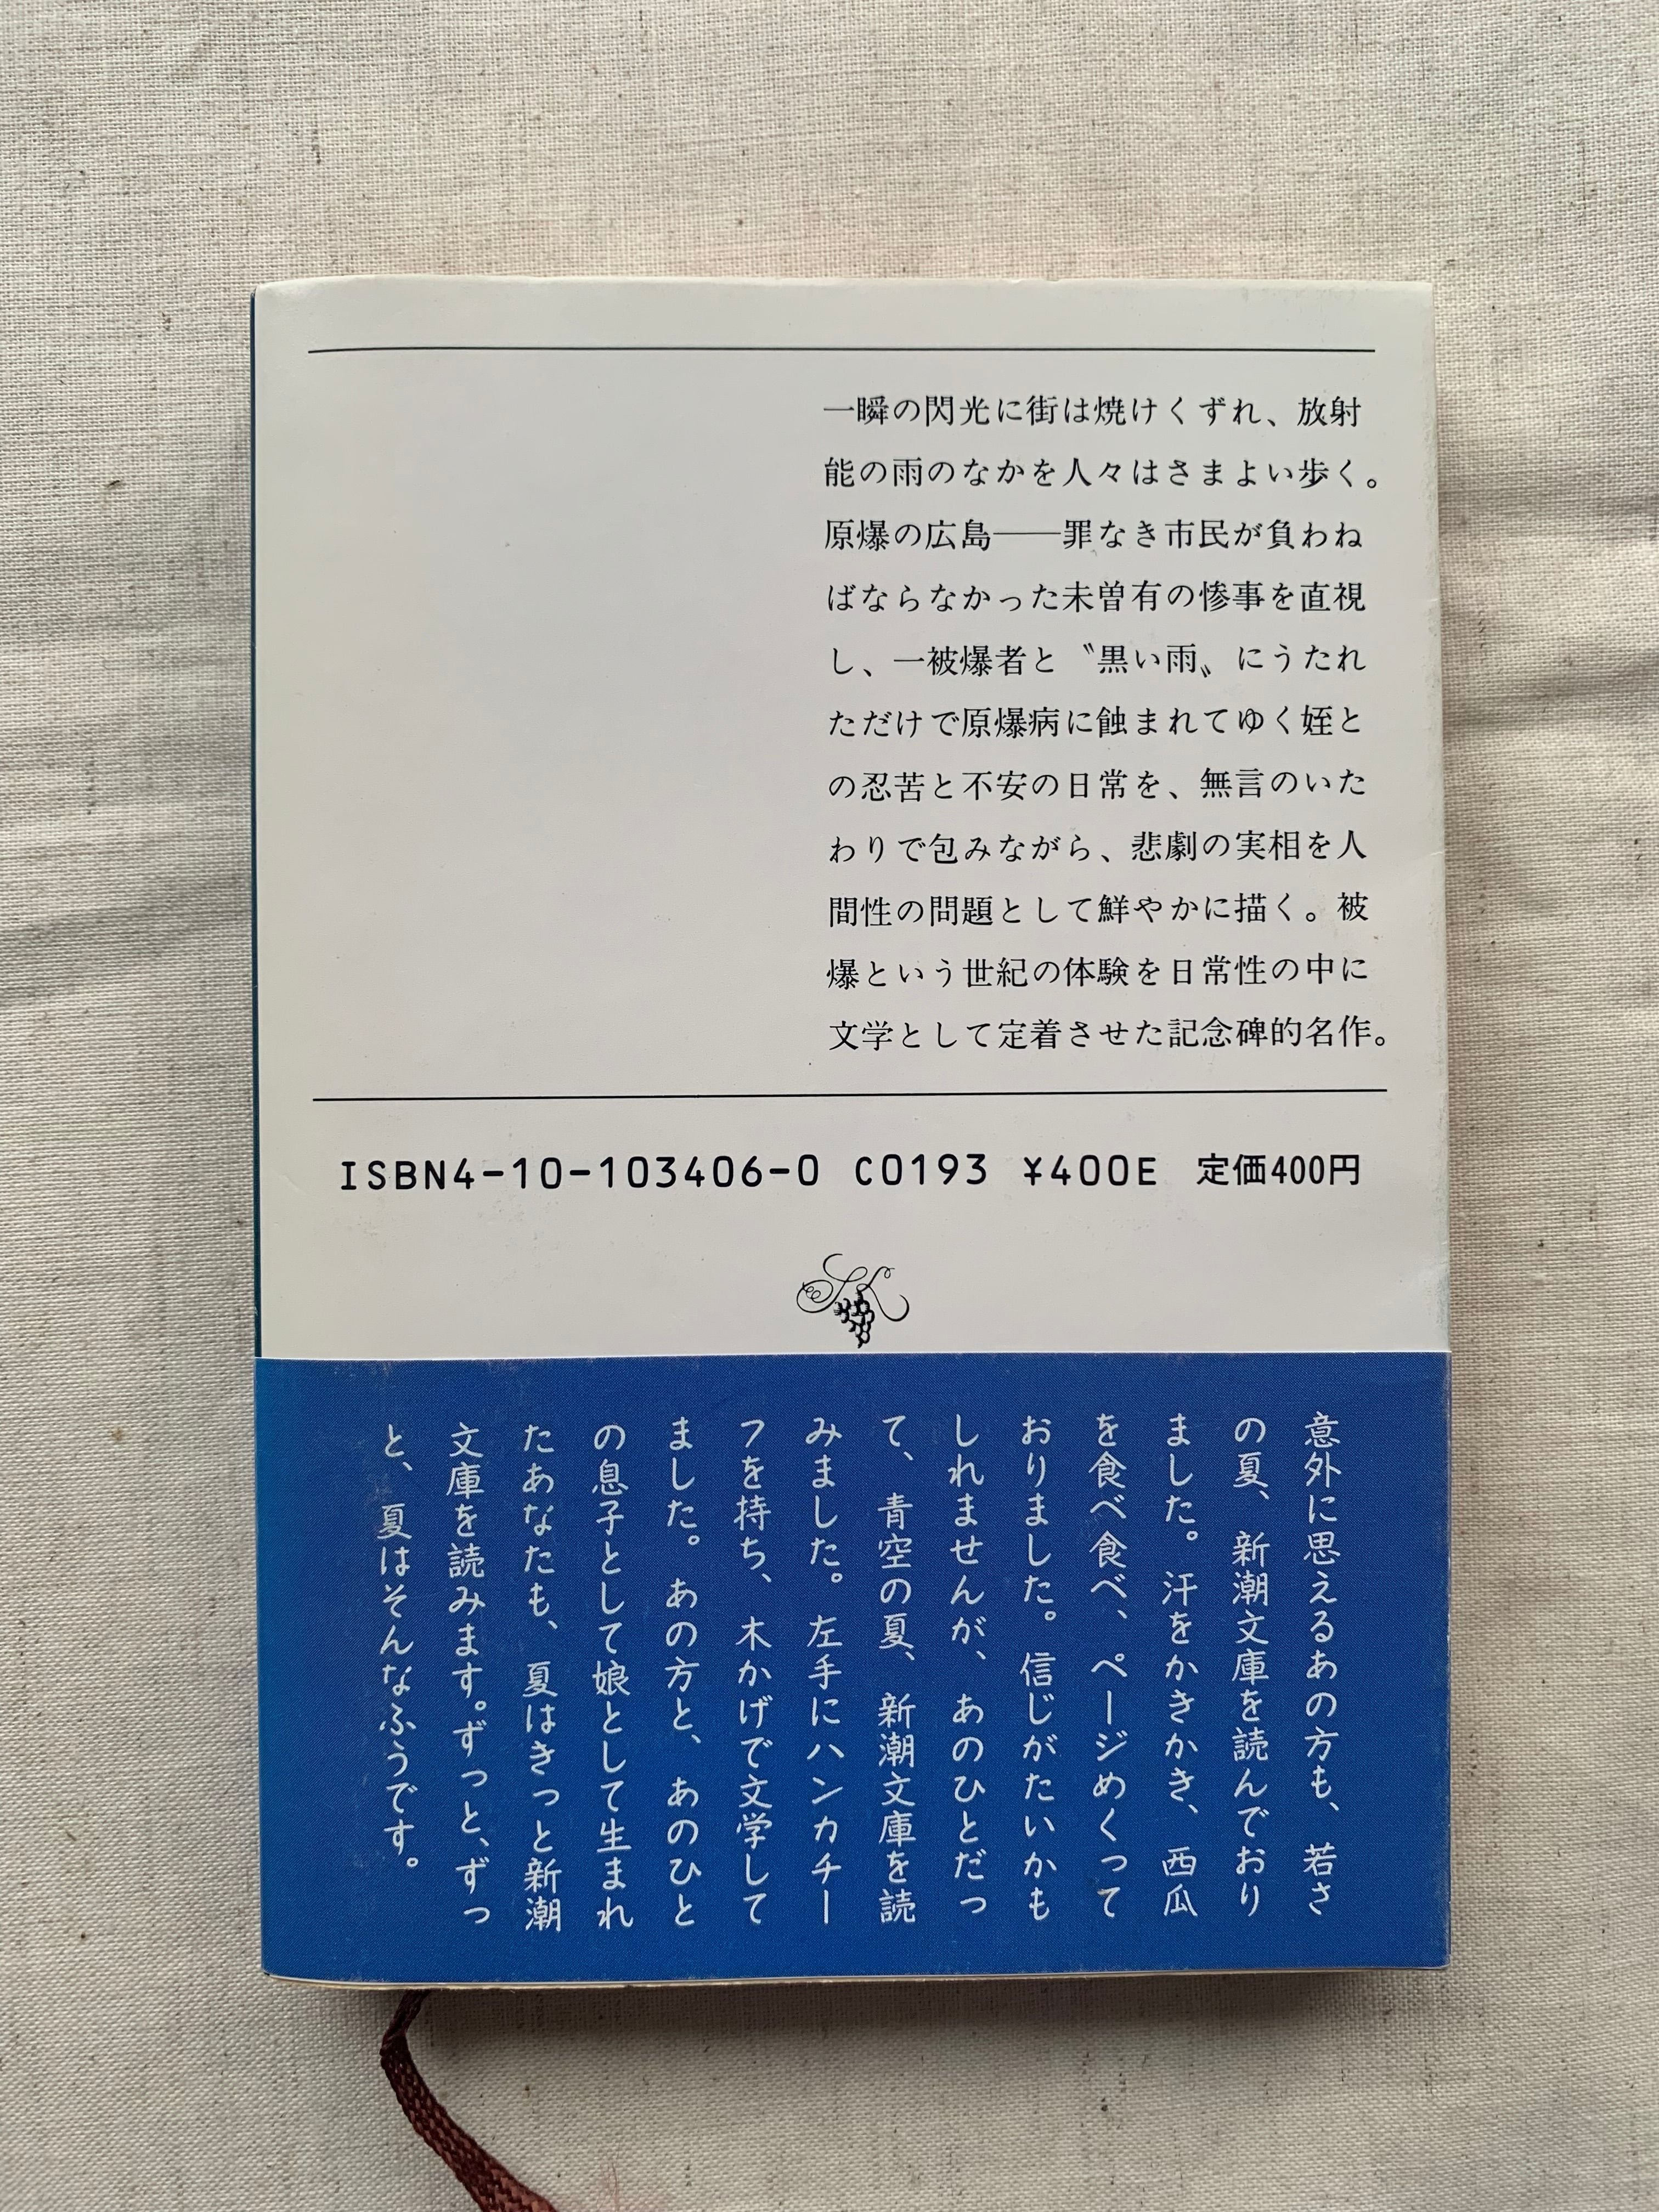 一瞬の閃光に街は焼けくずれ、放射
能の雨のなかを人々はさまよい歩く。
原爆の広島――罪なき市民が負わね
ばならなかった未曽有の惨事を直視
し、一被爆者と〝黒い雨〟にうたれ
ただけで原爆病に蝕まれてゆく姪と
の忍苦と不安の日常を、無言のいた
わりで包みながら、悲劇の実相を人
間性の問題として鮮やかに描く。被
爆という世紀の体験を日常性の中に
文学として定着させた記念碑的名作。
ISBN4-10-103406-0 C0193 ¥400E 定価400円
SK
意外に思えるあの方も、若さ
の夏、新潮文庫を読んでおり
ました。汗をかきかき、西瓜
を食べ食べ、ページめくって
おりました。信じがたいかも
しれませんが、あのひとだっ
て、青空の夏、新潮文庫を読
みました。左手にハンカチー
フを持ち、木かげで文学して
ました。あの方と、あのひと
の息子として娘として生まれ
たあなたも、夏はきっと新潮
文庫を読みます。ずっと、ずっ
と、夏はそんなふうです。